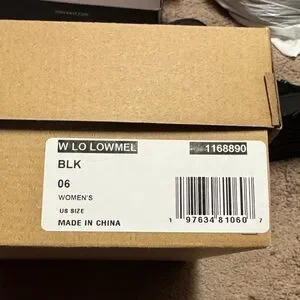 W LO LOWMEL 1168890
BLK
06
WOMEN'S
US SIZE
MADE IN CHINA
1 97634 81060 7